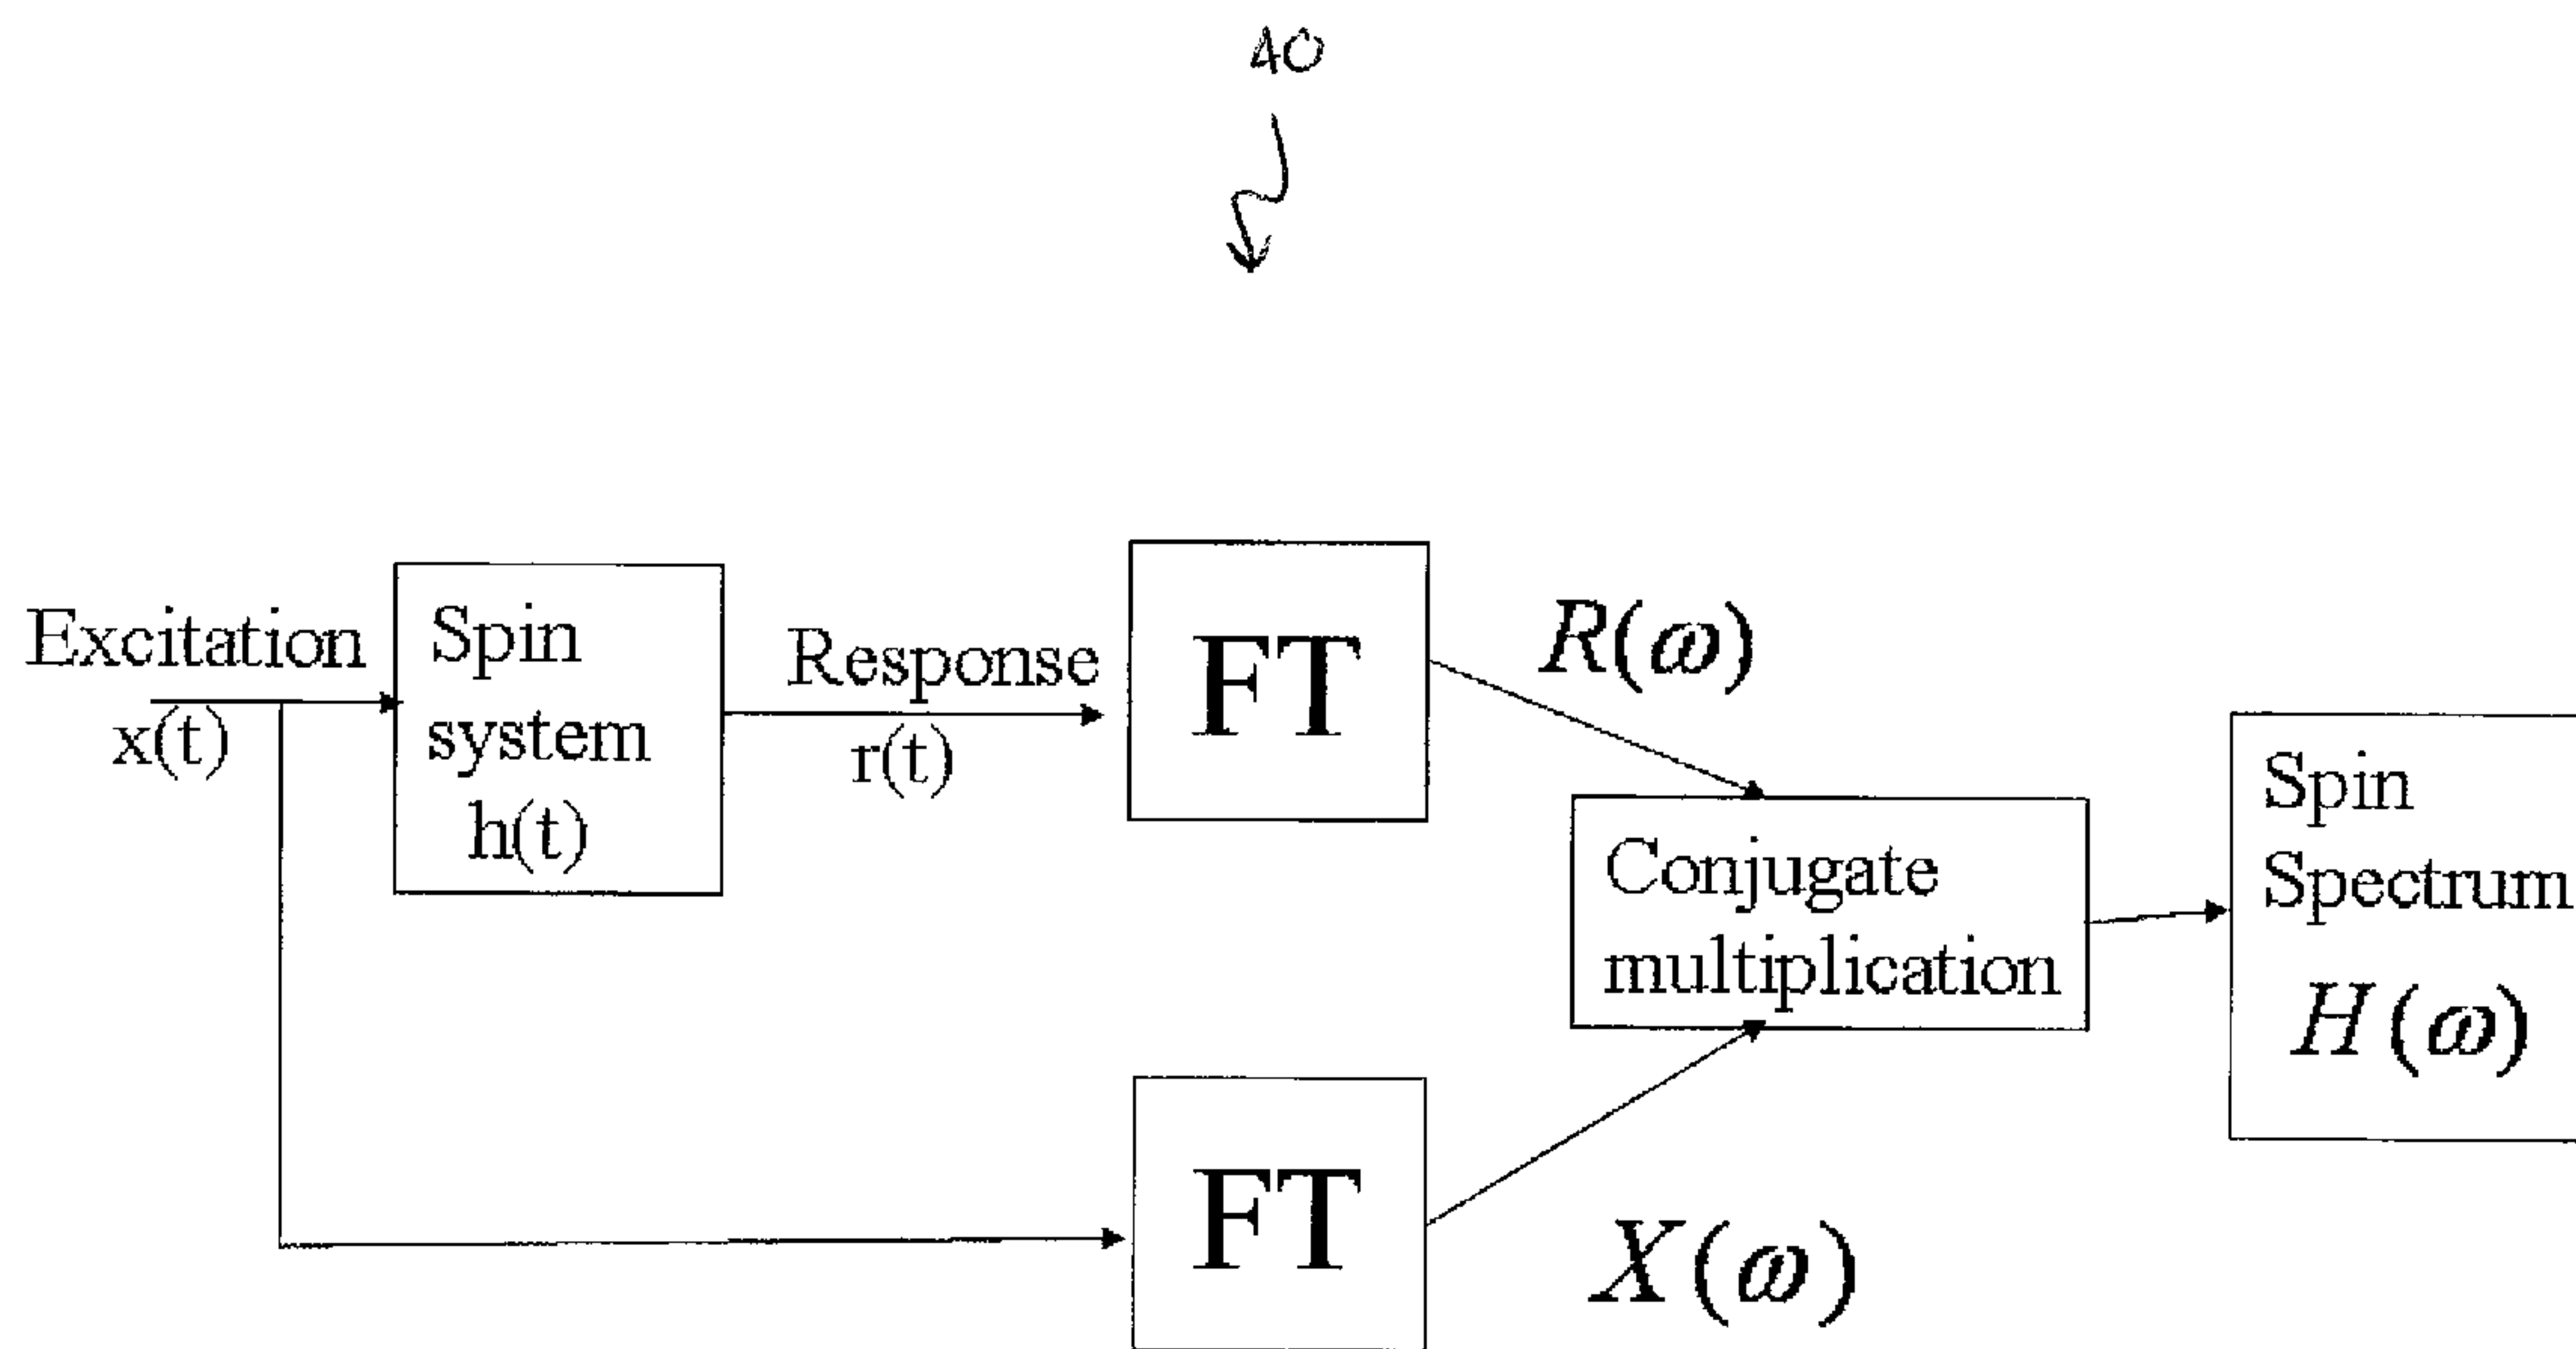 40
Excitation
x(t)
Spin
system
h(t)
Response
r(t)
FT
R(ω)
Conjugate
multiplication
Spin
Spectrum
H(ω)
FT
X(ω)